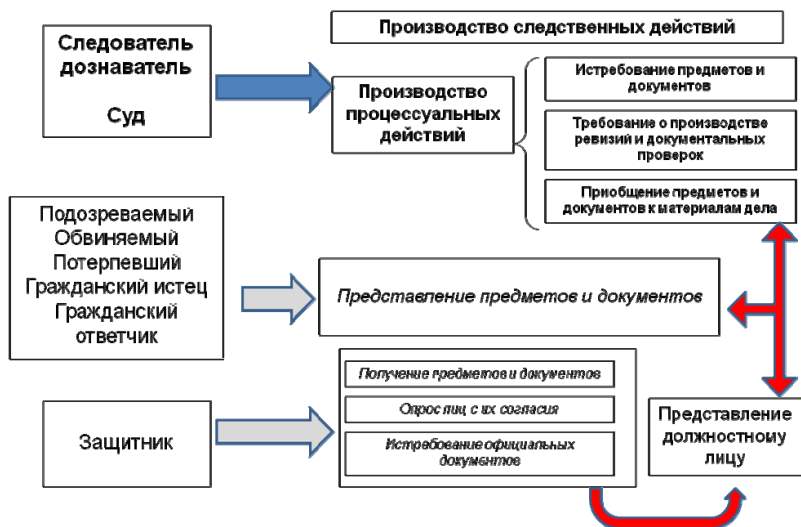 Следователь
дознаватель
Суд
Производство следственных действий
Производство
процессуальных
действий
Истребование предметов и
документов
Требование о производстве
ревизий и документальных
проверок
Приобщение предметов и
документов к материалам дела
Подозреваемый
Обвиняемый
Потерпевший
Гражданский истец
Гражданский
ответчик
Представление предметов и документов
Защитник
Получение предметов и документов
Опрос лиц с их согласия
Истребование официальных
документов
Представление
должностному
лицу